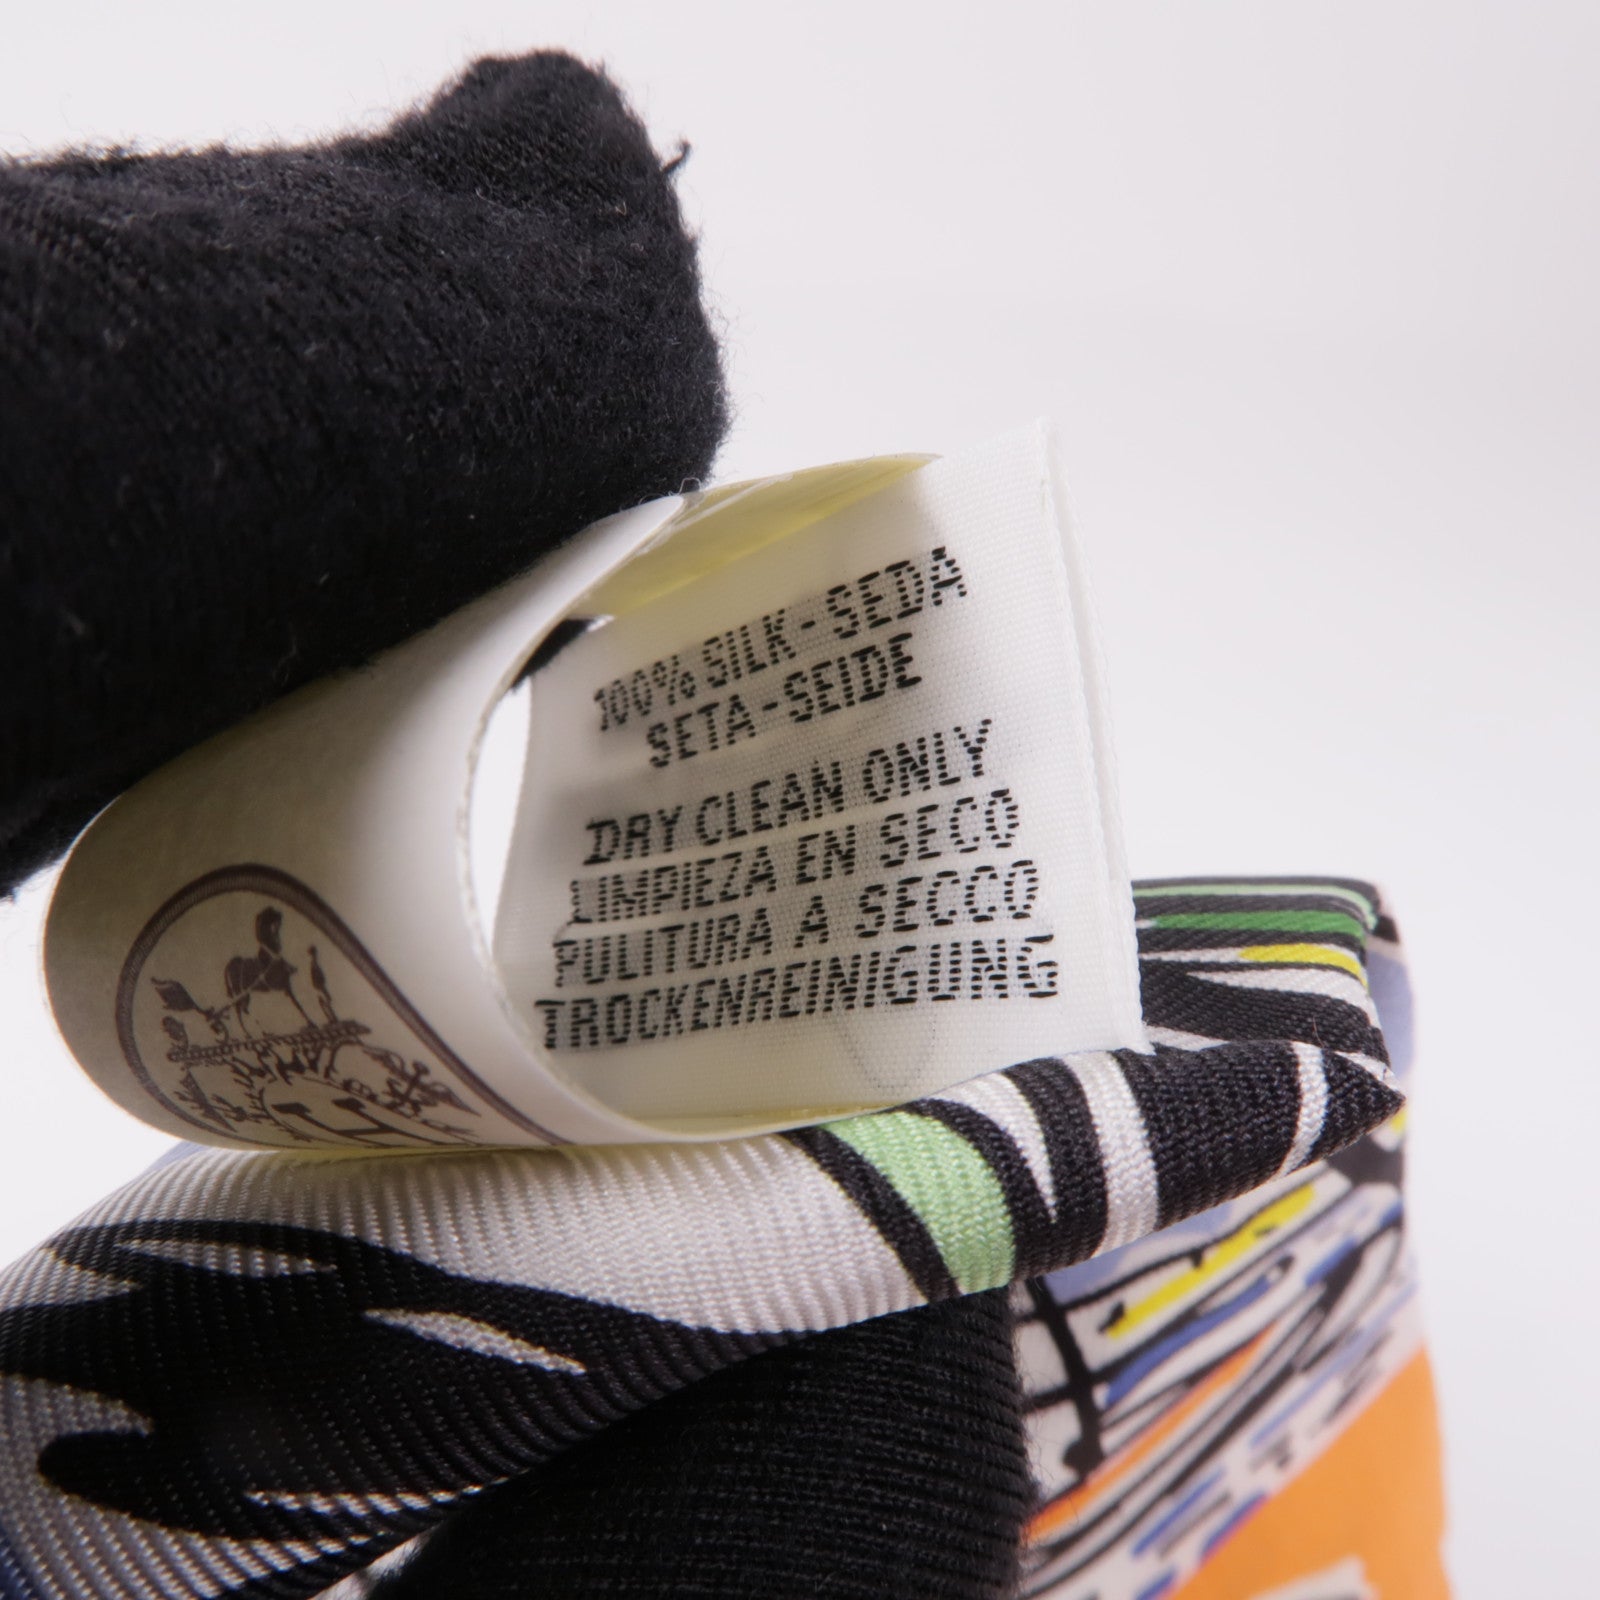 100% SILK - SEDA
SETA - SEIDE
DRY CLEAN ONLY
LIMPIEZA EN SECO
PULITURA A SECCO
TROCKENREINIGUNG